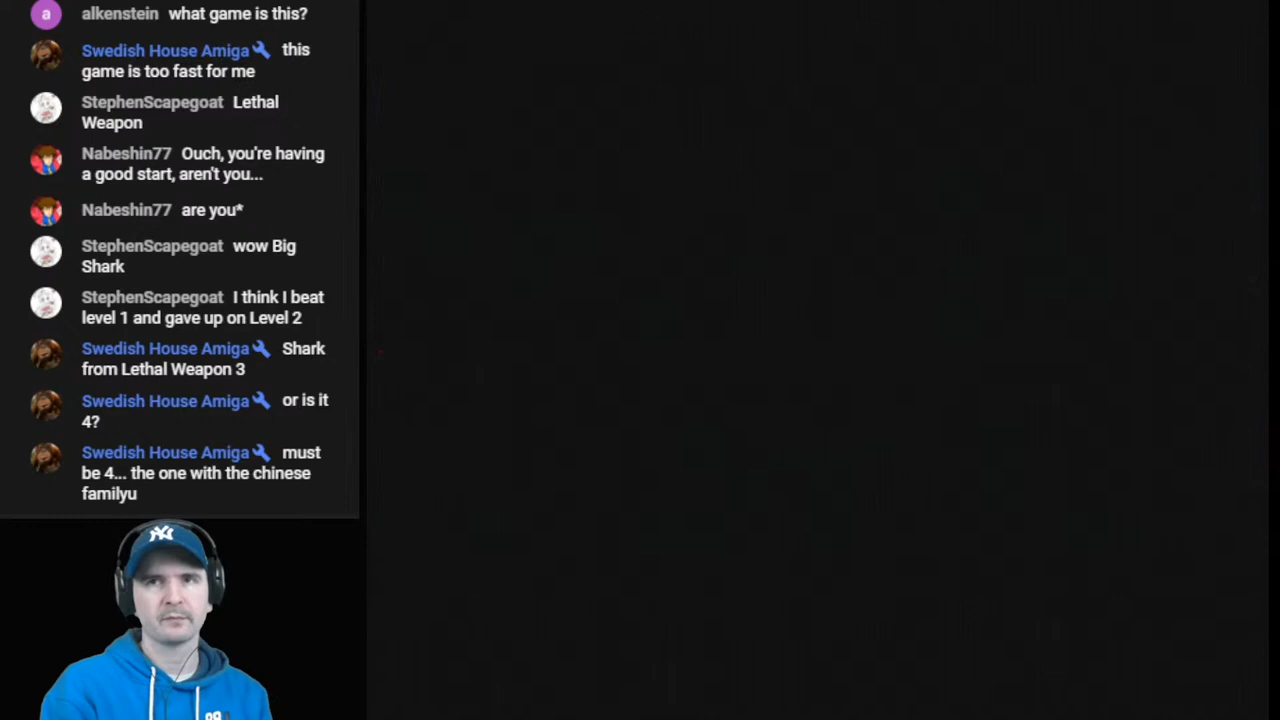 a alkenstein what game is this?
Swedish House Amiga this
game is too fast for me
StephenScapegoat Lethal
Weapon
Nabeshin77 Ouch, you're having
a good start, aren't you...
Nabeshin77 are you*
StephenScapegoat wow Big
Shark
StephenScapegoat I think I beat
level 1 and gave up on Level 2
Swedish House Amiga Shark
from Lethal Weapon 3
Swedish House Amiga or is it
4?
Swedish House Amiga must
be 4... the one with the chinese
familyu
NY